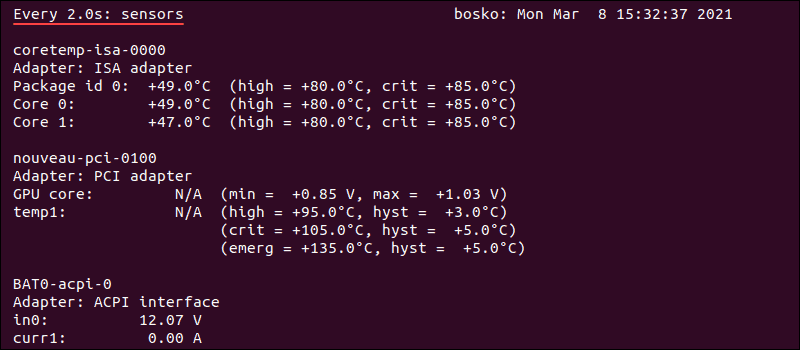 Every 2.0s: sensors bosko: Mon Mar  8 15:32:37 2021
coretemp-isa-0000
Adapter: ISA adapter
Package id 0:  +49.0°C  (high = +80.0°C, crit = +85.0°C)
Core 0:        +49.0°C  (high = +80.0°C, crit = +85.0°C)
Core 1:        +47.0°C  (high = +80.0°C, crit = +85.0°C)
nouveau-pci-0100
Adapter: PCI adapter
GPU core:         N/A  (min =  +0.85 V, max =  +1.03 V)
temp1:            N/A  (high = +95.0°C, hyst =  +3.0°C)
                       (crit = +105.0°C, hyst =  +5.0°C)
                       (emerg = +135.0°C, hyst =  +5.0°C)
BAT0-acpi-0
Adapter: ACPI interface
in0:          12.07 V
curr1:         0.00 A